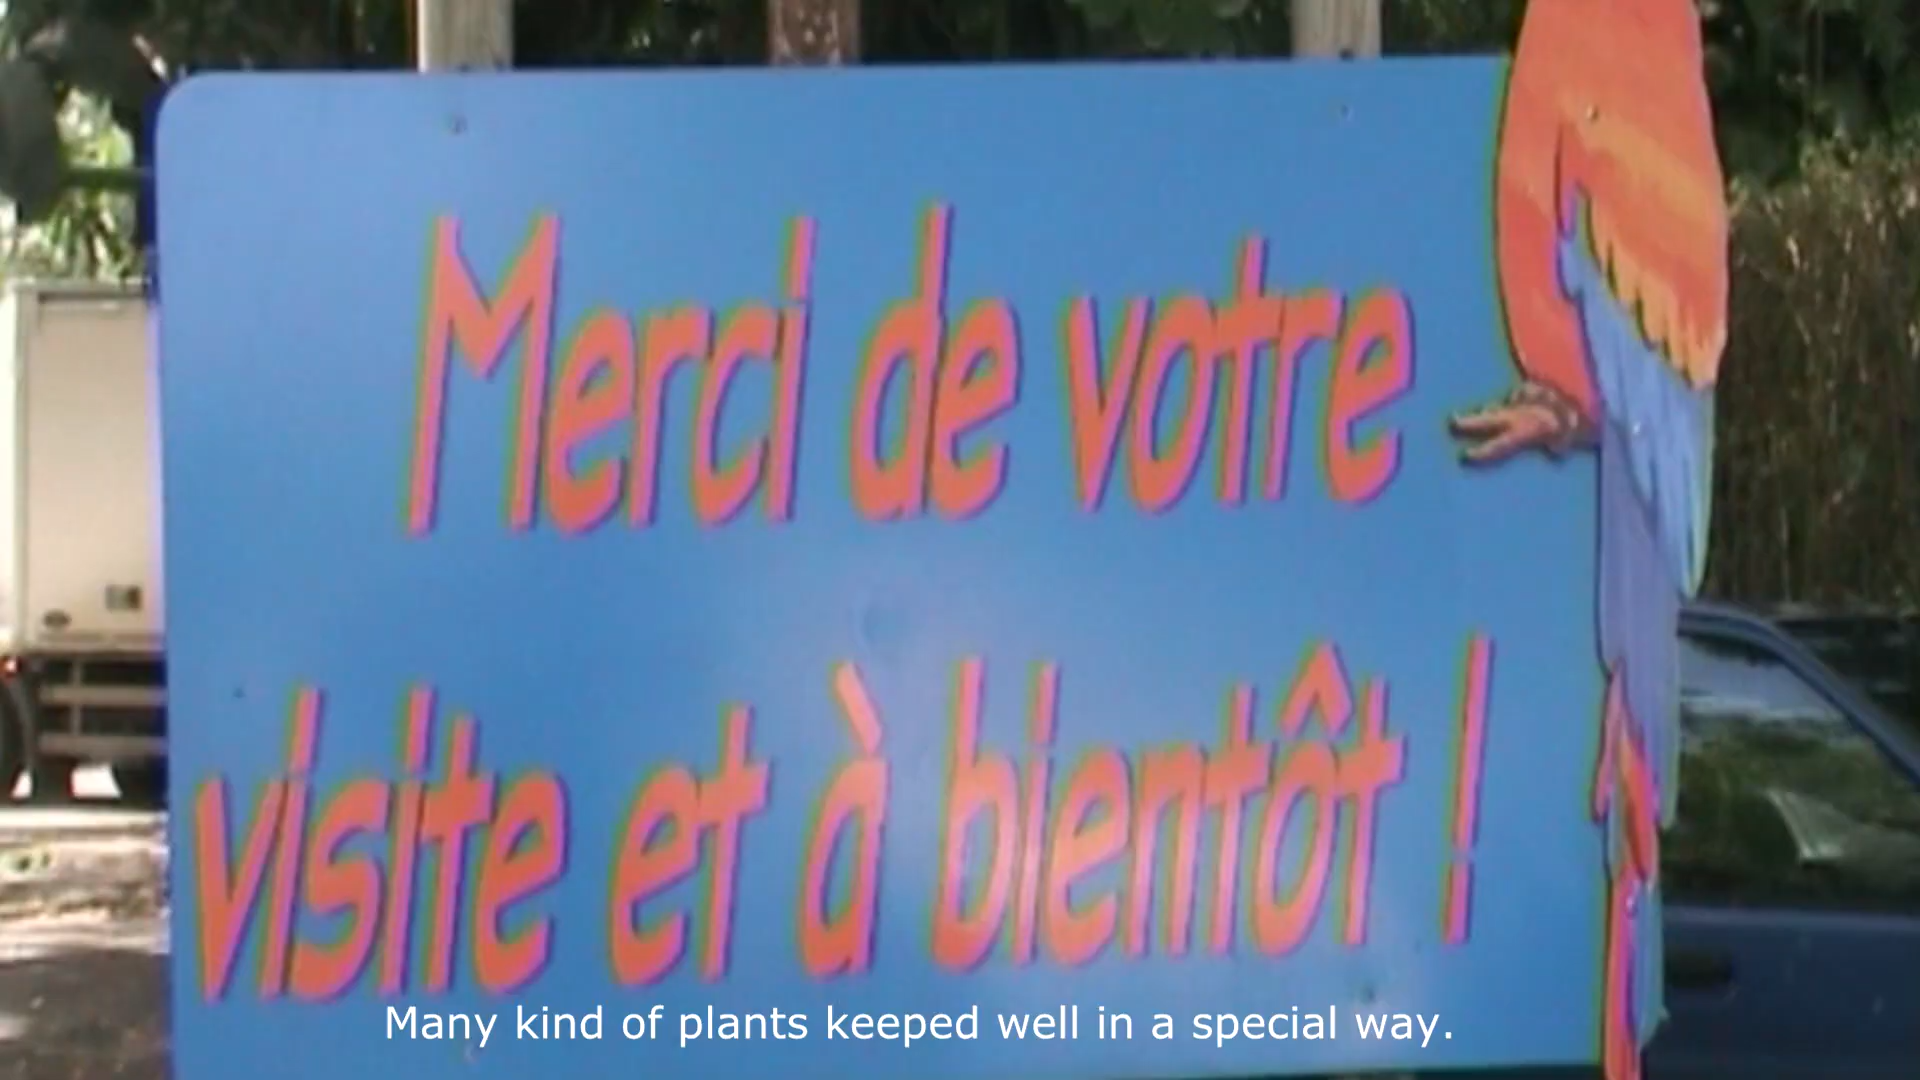 Merci de votre
visite et à bientôt !
Many kind of plants keeped well in a special way.